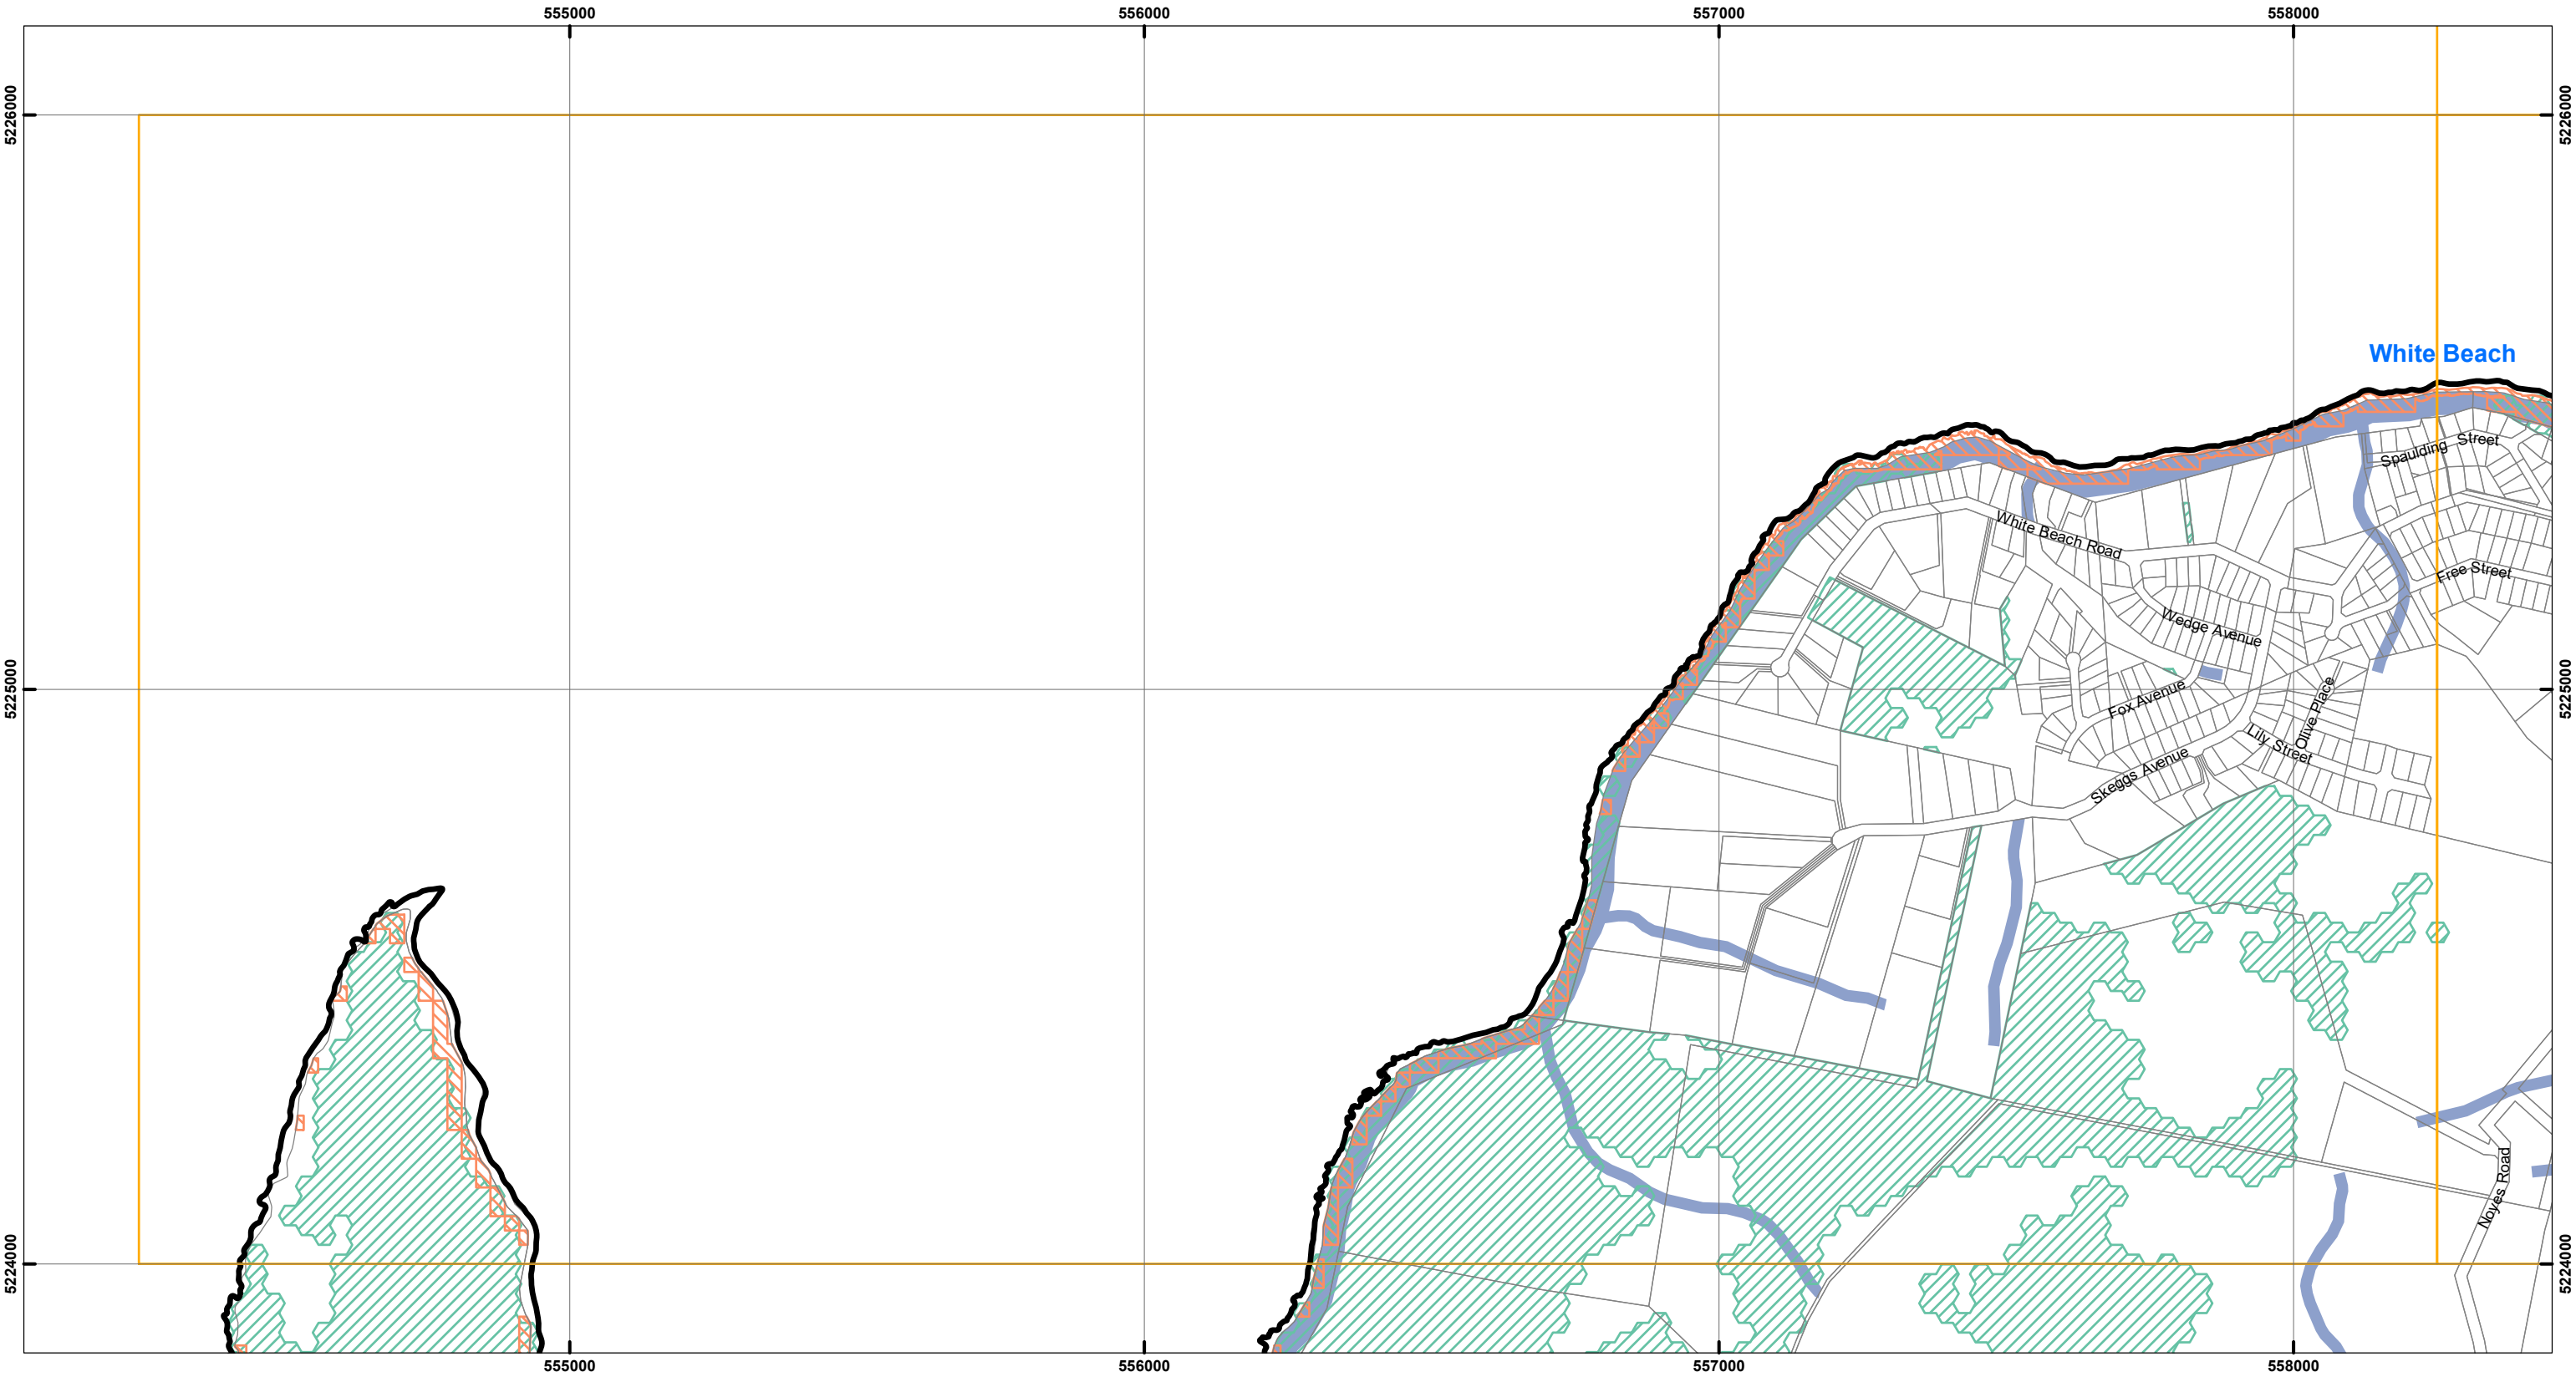 555000
556000
557000
558000
5226000
5226000
White Beach
Spaulding Street
White Beach Road
Free Street
Wedge Avenue
5225000
5225000
Fox Avenue
Olive Place
Lily Street
Skeggs Avenue
Noyes Road
5224000
5224000
555000
556000
557000
558000